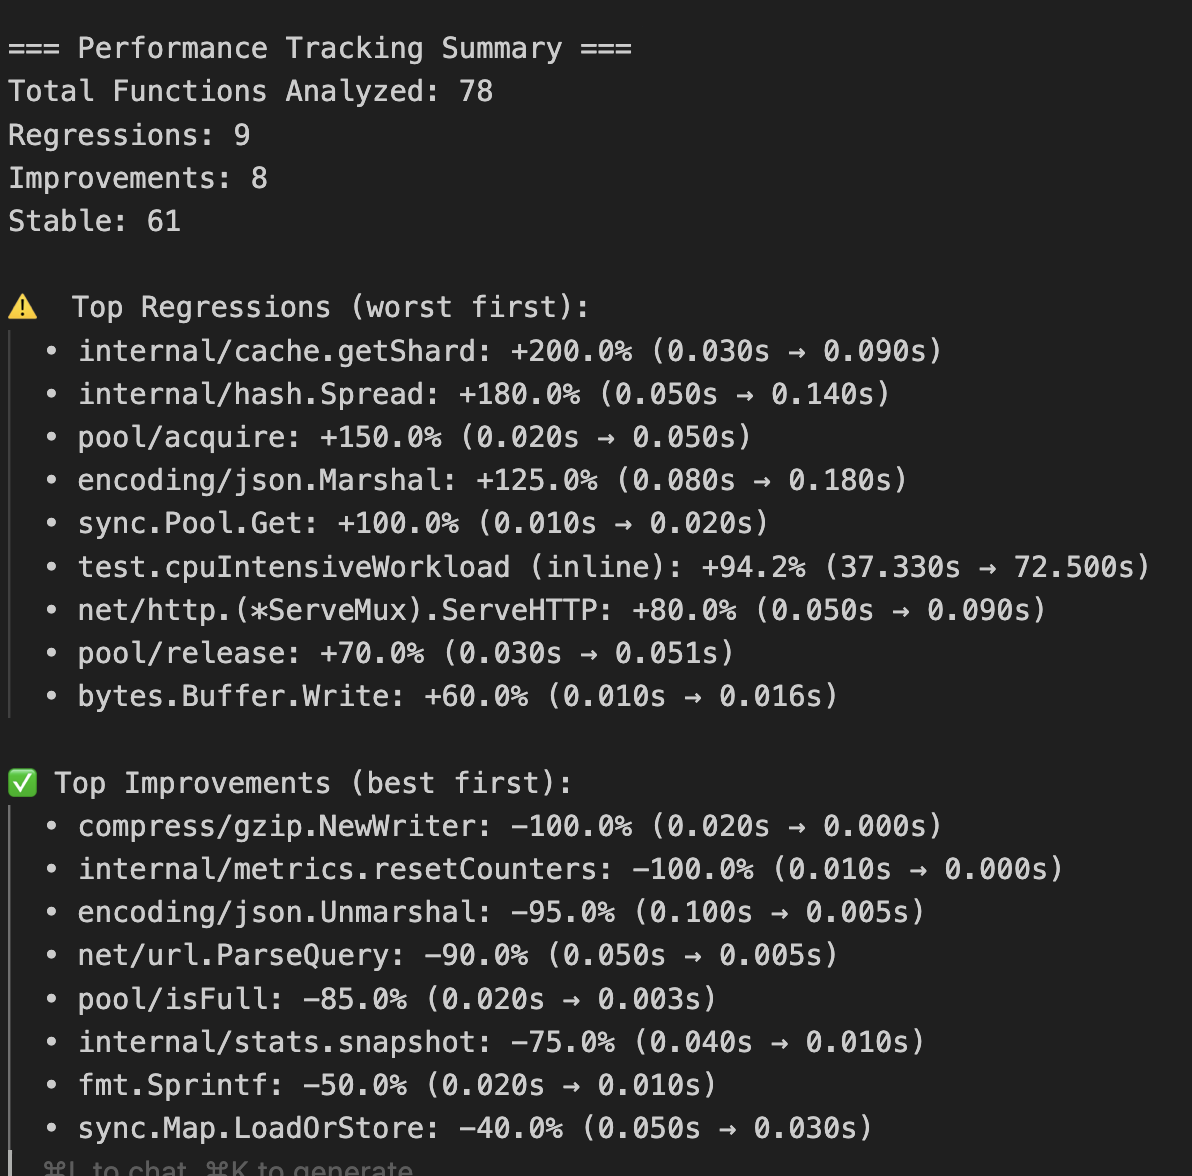 === Performance Tracking Summary ===
Total Functions Analyzed: 78
Regressions: 9
Improvements: 8
Stable: 61
⚠️ Top Regressions (worst first):
• internal/cache.getShard: +200.0% (0.030s → 0.090s)
• internal/hash.Spread: +180.0% (0.050s → 0.140s)
• pool/acquire: +150.0% (0.020s → 0.050s)
• encoding/json.Marshal: +125.0% (0.080s → 0.180s)
• sync.Pool.Get: +100.0% (0.010s → 0.020s)
• test.cpuIntensiveWorkload (inline): +94.2% (37.330s → 72.500s)
• net/http.(*ServeMux).ServeHTTP: +80.0% (0.050s → 0.090s)
• pool/release: +70.0% (0.030s → 0.051s)
• bytes.Buffer.Write: +60.0% (0.010s → 0.016s)
✅ Top Improvements (best first):
• compress/gzip.NewWriter: -100.0% (0.020s → 0.000s)
• internal/metrics.resetCounters: -100.0% (0.010s → 0.000s)
• encoding/json.Unmarshal: -95.0% (0.100s → 0.005s)
• net/url.ParseQuery: -90.0% (0.050s → 0.005s)
• pool/isFull: -85.0% (0.020s → 0.003s)
• internal/stats.snapshot: -75.0% (0.040s → 0.010s)
• fmt.Sprintf: -50.0% (0.020s → 0.010s)
• sync.Map.LoadOrStore: -40.0% (0.050s → 0.030s)
⌘L to chat, ⌘K to generate